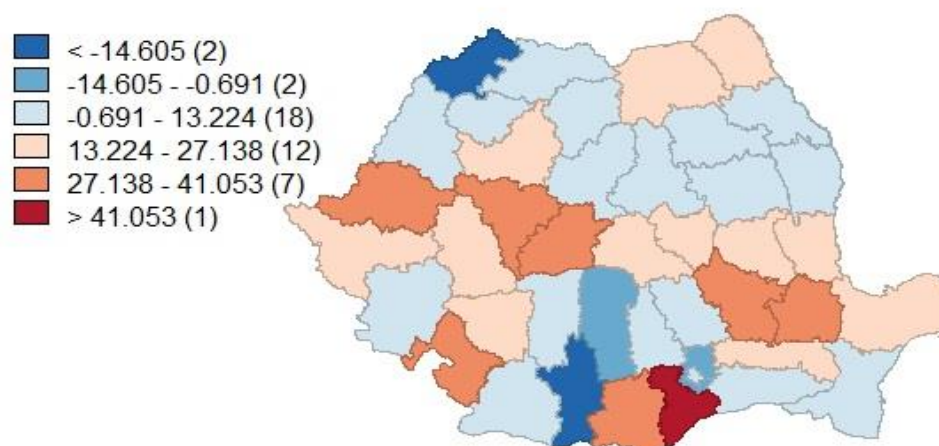 < -14.605 (2)
-14.605 - -0.691 (2)
-0.691 - 13.224 (18)
13.224 - 27.138 (12)
27.138 - 41.053 (7)
> 41.053 (1)